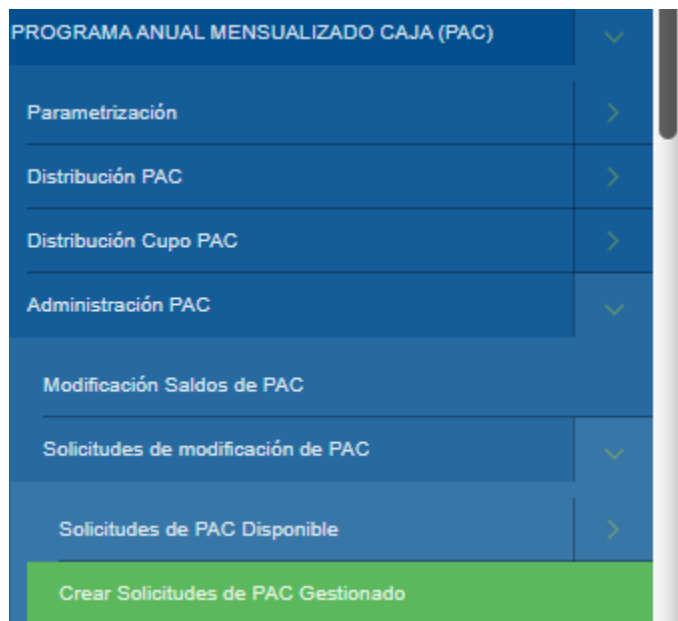 PROGRAMA ANUAL MENSUALIZADO CAJA (PAC)
Parametrización
Distribución PAC
Distribución Cupo PAC
Administración PAC
Modificación Saldos de PAC
Solicitudes de modificación de PAC
Solicitudes de PAC Disponible
Crear Solicitudes de PAC Gestionado